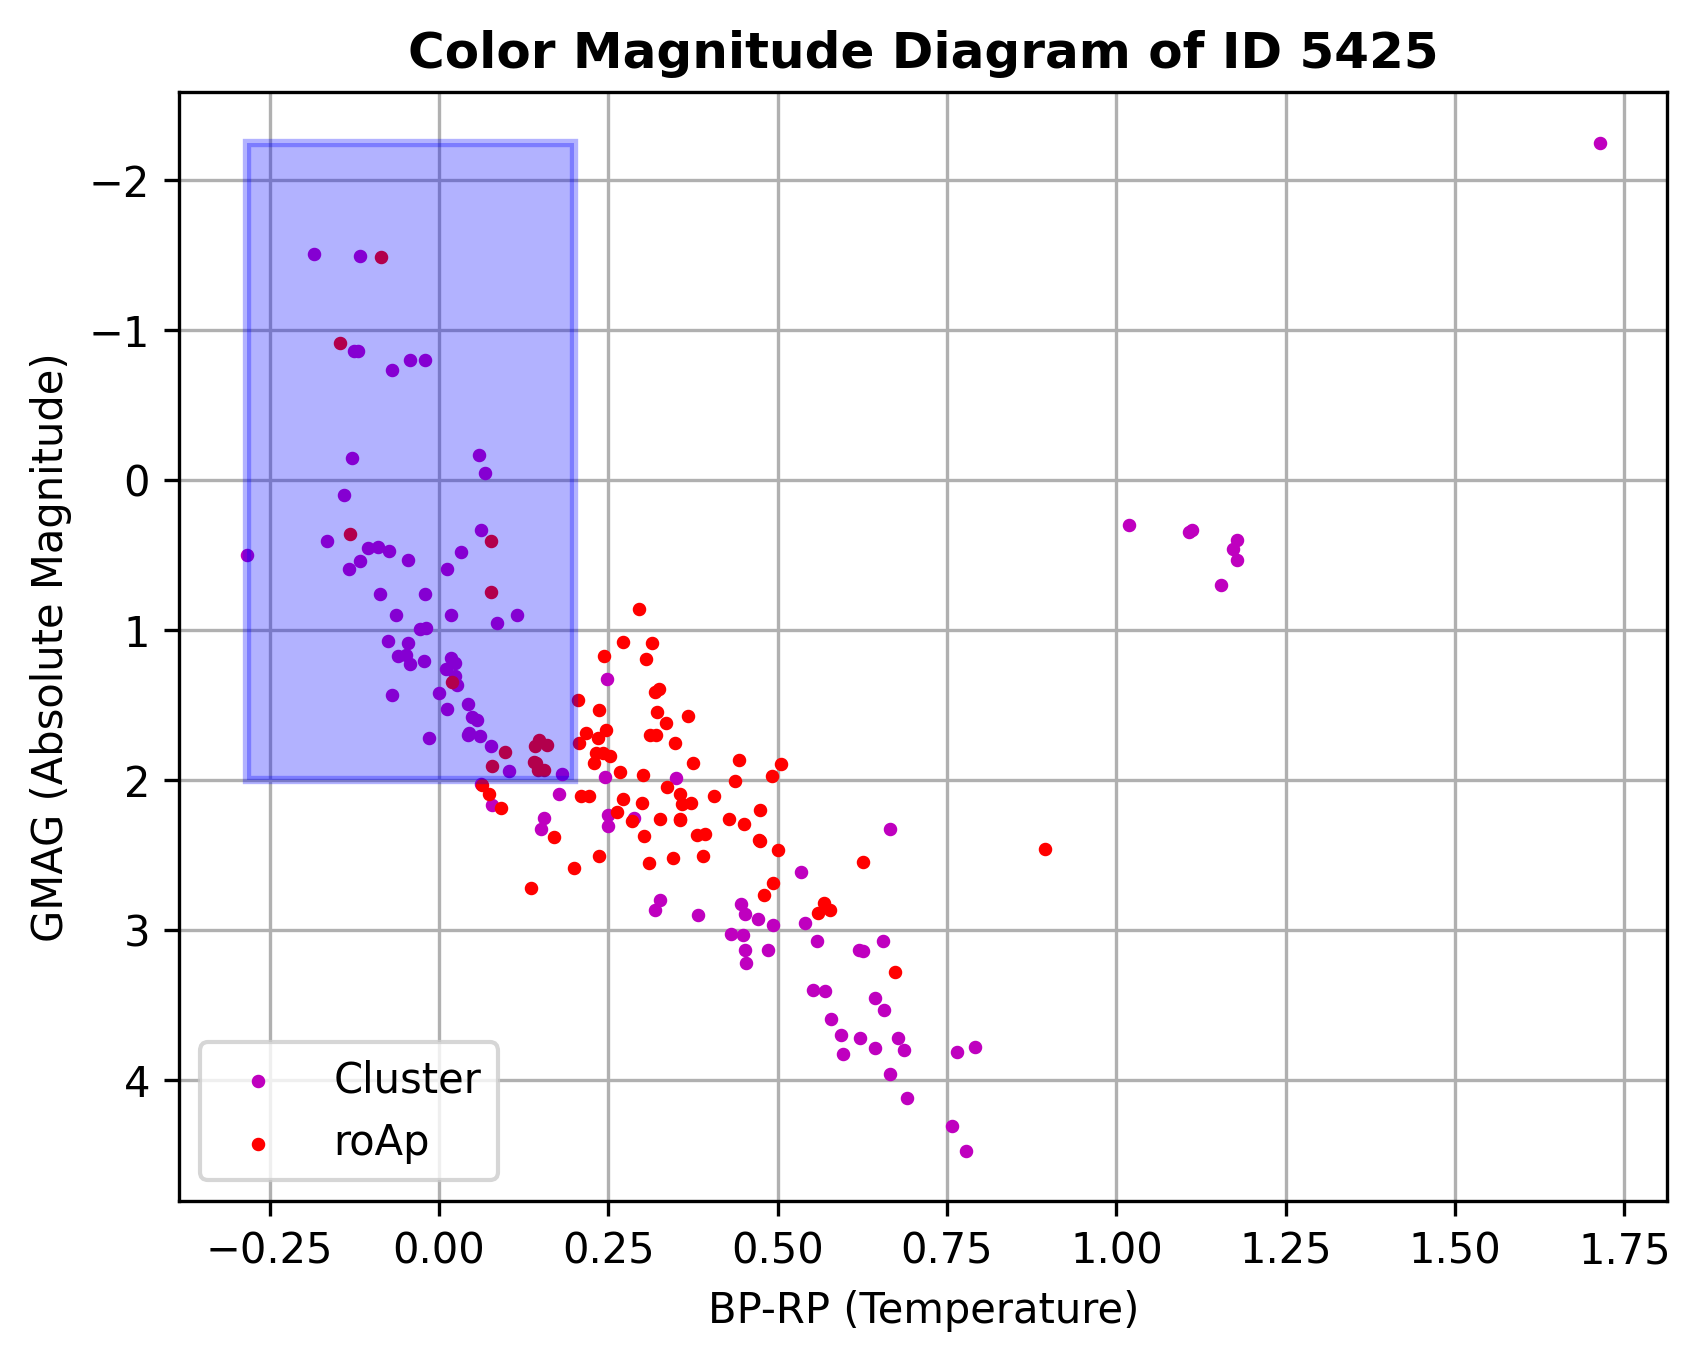 Color Magnitude Diagram of ID 5425
GMAG (Absolute Magnitude)
−2
−1
0
1
2
3
4
Cluster
roAp
−0.25 0.00 0.25 0.50 0.75 1.00 1.25 1.50 1.75
BP-RP (Temperature)